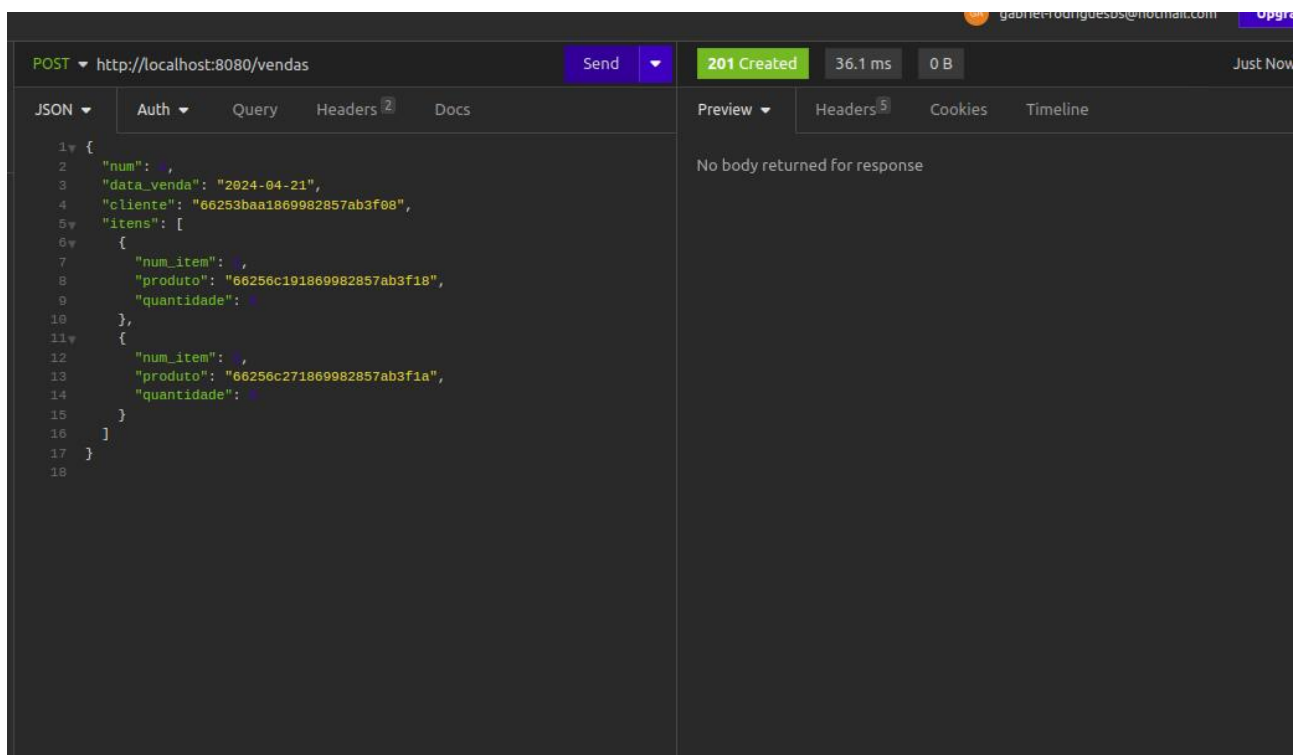 gabriel-rodriguesbs@hotmail.com
POST http://localhost:8080/vendas Send 201 Created 36.1 ms 0 B Just Now
JSON Auth Query Headers 2 Docs Preview Headers 5 Cookies Timeline
No body returned for response
1 {
2 "num": ,
3 "data_venda": "2024-04-21",
4 "cliente": "66253baa1869982857ab3f08",
5 "itens": [
6 {
7 "num_item": ,
8 "produto": "66256c191869982857ab3f18",
9 "quantidade":
10 },
11 {
12 "num_item": ,
13 "produto": "66256c271869982857ab3f1a",
14 "quantidade":
15 }
16 ]
17 }
18